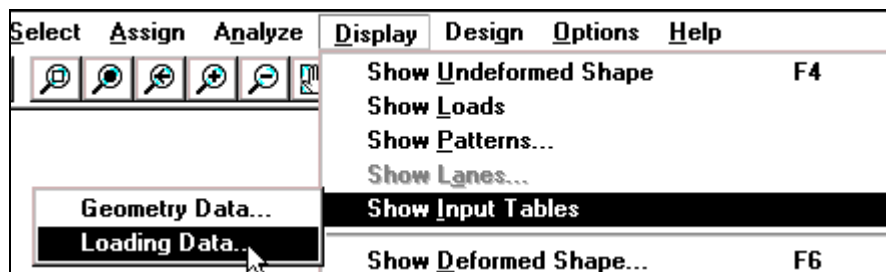 Select Assign Analyze Display Design Options Help
Show Undeformed Shape F4
Show Loads
Show Patterns...
Show Lanes...
Show Input Tables
Geometry Data...
Loading Data...
Show Deformed Shape... F6